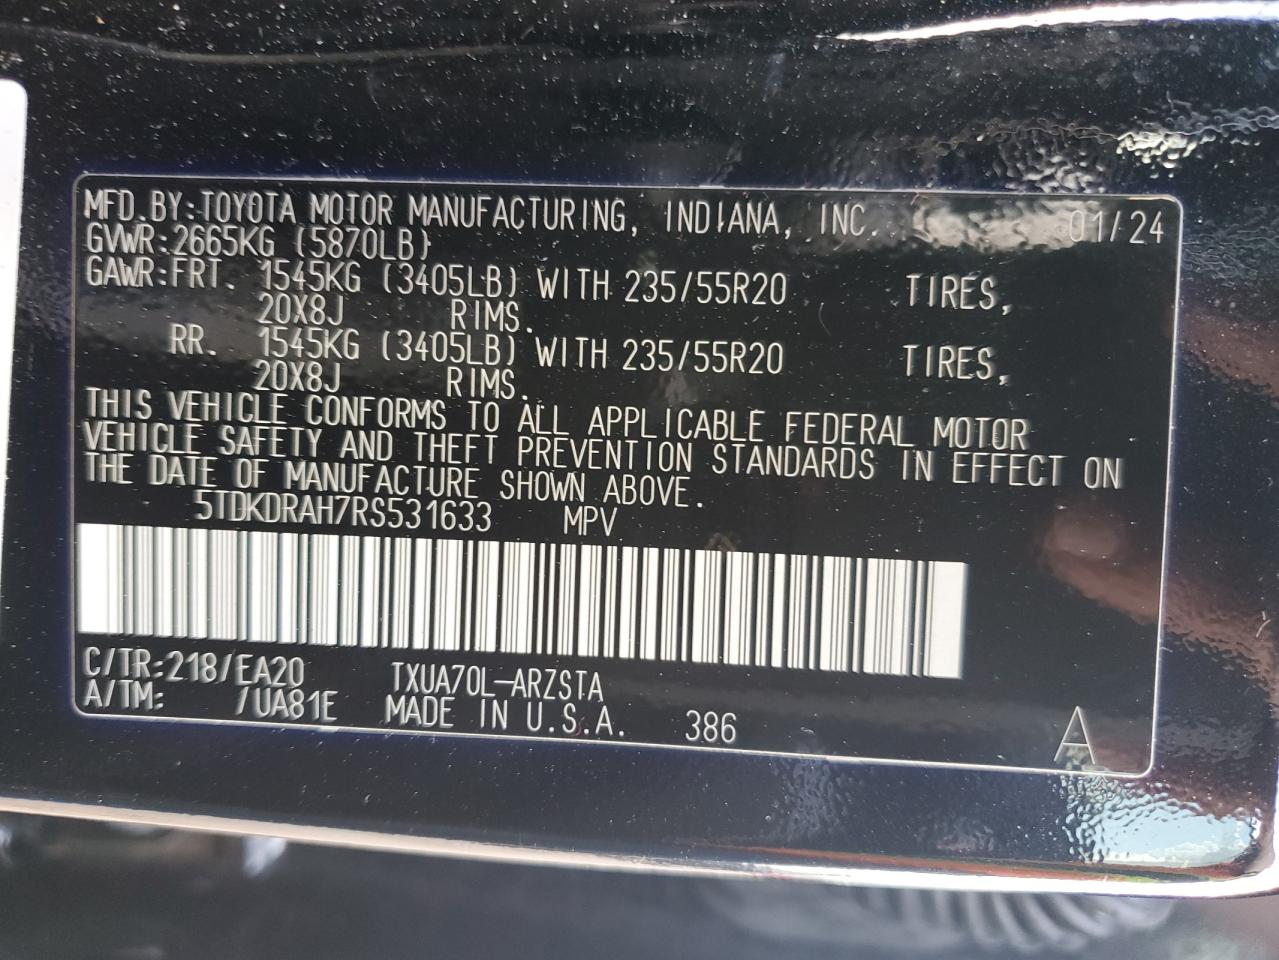 MFD.BY:TOYOTA MOTOR MANUFACTURING, INDIANA, INC. 01/24
GVWR:2665KG (5870LB)
GAWR:FRT. 1545KG (3405LB) WITH 235/55R20 TIRES,
20X8J RIMS.
RR. 1545KG (3405LB) WITH 235/55R20 TIRES,
20X8J RIMS.
THIS VEHICLE CONFORMS TO ALL APPLICABLE FEDERAL MOTOR
VEHICLE SAFETY AND THEFT PREVENTION STANDARDS IN EFFECT ON
THE DATE OF MANUFACTURE SHOWN ABOVE.
5TDKDRAH7RS531633 MPV
C/TR:218/EA20 TXUA70L-ARZSTA
A/TM: /UA81E MADE IN U.S.A. 386
A